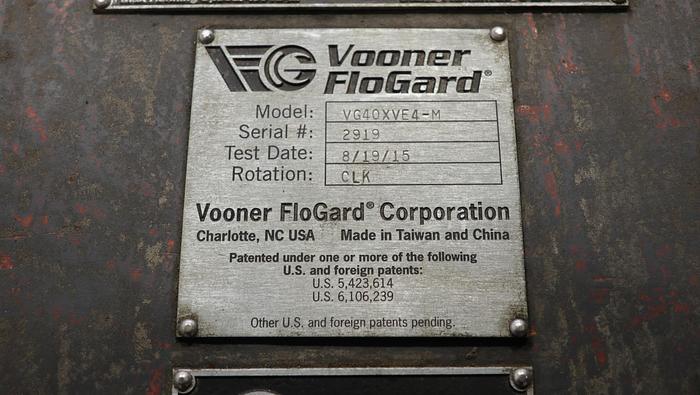 VG Vooner
FloGard®
Model: VG40XVE4-M
Serial #: 2919
Test Date: 8/19/15
Rotation: CLK
Vooner FloGard® Corporation
Charlotte, NC USA Made in Taiwan and China
Patented under one or more of the following
U.S. and foreign patents:
U.S. 5,423,614
U.S. 6,106,239
Other U.S. and foreign patents pending.